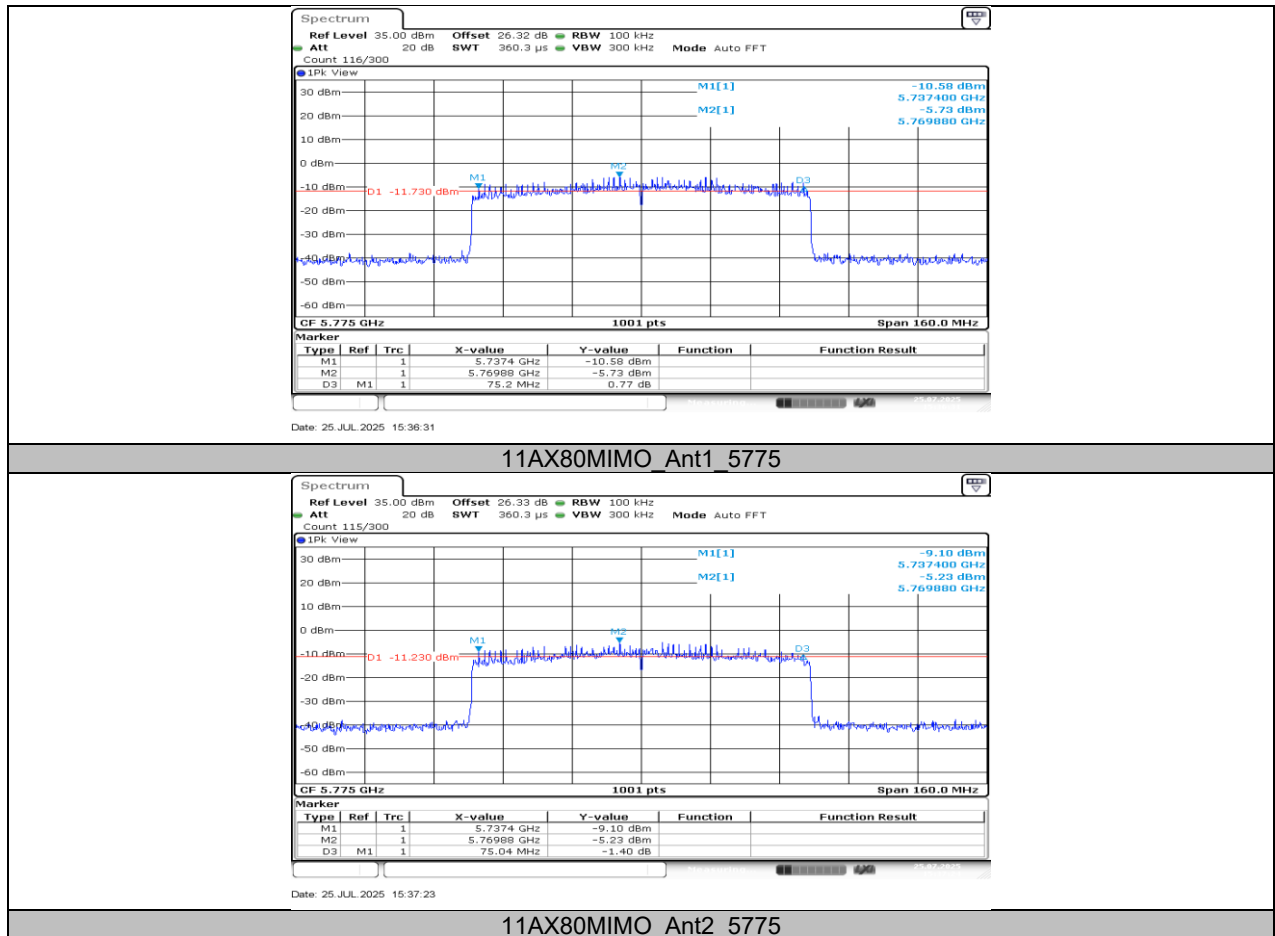 Spectrum
Ref Level 35.00 dBm Offset 26.32 dB RBW 100 kHz
Att 20 dB SWT 360.3 µs VBW 300 kHz Mode Auto FFT
Count 116/300
1Pk View
M1[1] -10.58 dBm
5.737400 GHz
M2[1] -5.73 dBm
5.769880 GHz
30 dBm
20 dBm
10 dBm
0 dBm
M2
M1
D3
-10 dBm
D1 -11.730 dBm
-20 dBm
-30 dBm
-40 dBm
-50 dBm
-60 dBm
CF 5.775 GHz 1001 pts Span 160.0 MHz
Marker
Type Ref Trc X-value Y-value Function Function Result
M1 1 5.7374 GHz -10.58 dBm
M2 1 5.76988 GHz -5.73 dBm
D3 M1 1 75.2 MHz 0.77 dB
Date: 25.JUL.2025 15:36:31
11AX80MIMO_Ant1_5775
Spectrum
Ref Level 35.00 dBm Offset 26.33 dB RBW 100 kHz
Att 20 dB SWT 360.3 µs VBW 300 kHz Mode Auto FFT
Count 115/300
1Pk View
M1[1] -9.10 dBm
5.737400 GHz
M2[1] -5.23 dBm
5.769880 GHz
30 dBm
20 dBm
10 dBm
0 dBm
M2
M1
D3
-10 dBm
D1 -11.230 dBm
-20 dBm
-30 dBm
-40 dBm
-50 dBm
-60 dBm
CF 5.775 GHz 1001 pts Span 160.0 MHz
Marker
Type Ref Trc X-value Y-value Function Function Result
M1 1 5.7374 GHz -9.10 dBm
M2 1 5.76988 GHz -5.23 dBm
D3 M1 1 75.04 MHz -1.40 dB
Date: 25.JUL.2025 15:37:23
11AX80MIMO_Ant2_5775